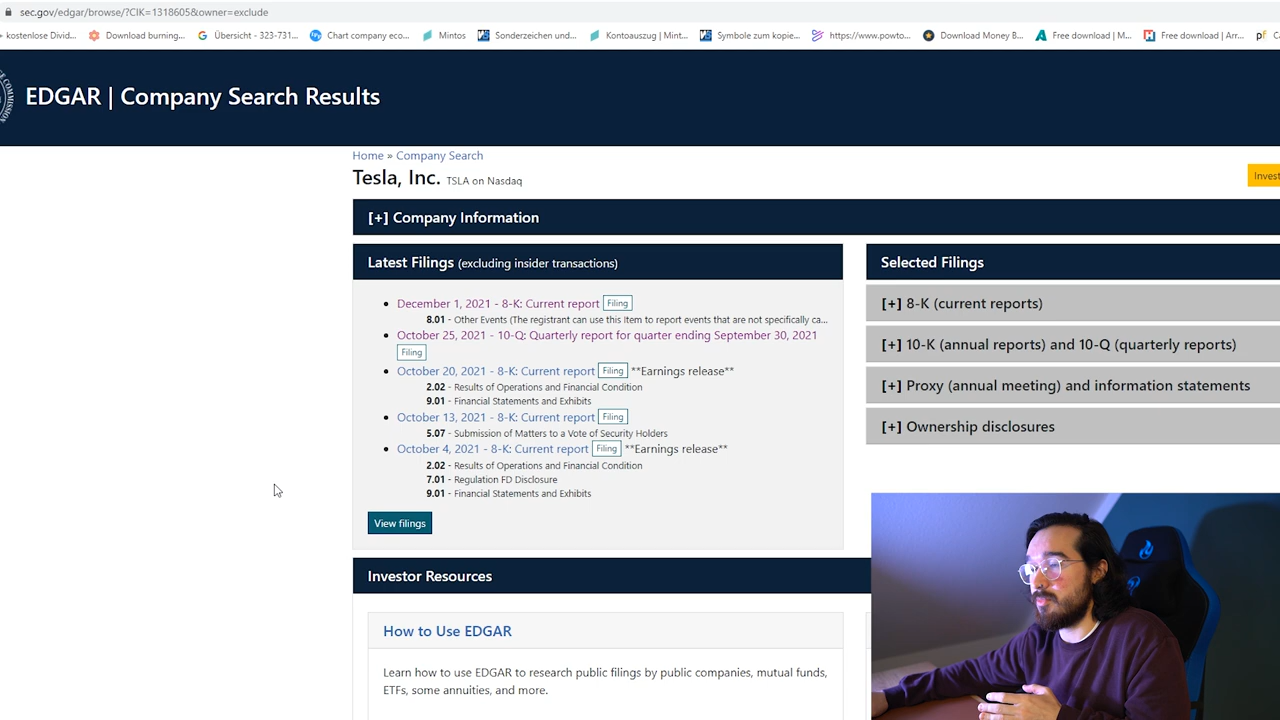 sec.gov/edgar/browse/?CIK=1318605&owner=exclude
kostenlose Divid... Download burning... Übersicht - 323-731... Chart company eco... Mintos Sonderzeichen und... Kontoauszug | Mint... Symbole zum kopie... https://www.powto... Download Money B... Free download | M... Free download | Arr...
EDGAR | Company Search Results
Home » Company Search
Tesla, Inc. TSLA on Nasdaq
Invest
[+] Company Information
Latest Filings (excluding insider transactions)
December 1, 2021 - 8-K: Current report Filing
8.01 - Other Events (The registrant can use this item to report events that are not specifically ca...
October 25, 2021 - 10-Q: Quarterly report for quarter ending September 30, 2021
Filing
October 20, 2021 - 8-K: Current report Filing **Earnings release**
2.02 - Results of Operations and Financial Condition
9.01 - Financial Statements and Exhibits
October 13, 2021 - 8-K: Current report Filing
5.07 - Submission of Matters to a Vote of Security Holders
October 4, 2021 - 8-K: Current report Filing **Earnings release**
2.02 - Results of Operations and Financial Condition
7.01 - Regulation FD Disclosure
9.01 - Financial Statements and Exhibits
View filings
Selected Filings
[+] 8-K (current reports)
[+] 10-K (annual reports) and 10-Q (quarterly reports)
[+] Proxy (annual meeting) and information statements
[+] Ownership disclosures
Investor Resources
How to Use EDGAR
Learn how to use EDGAR to research public filings by public companies, mutual funds,
ETFs, some annuities, and more.